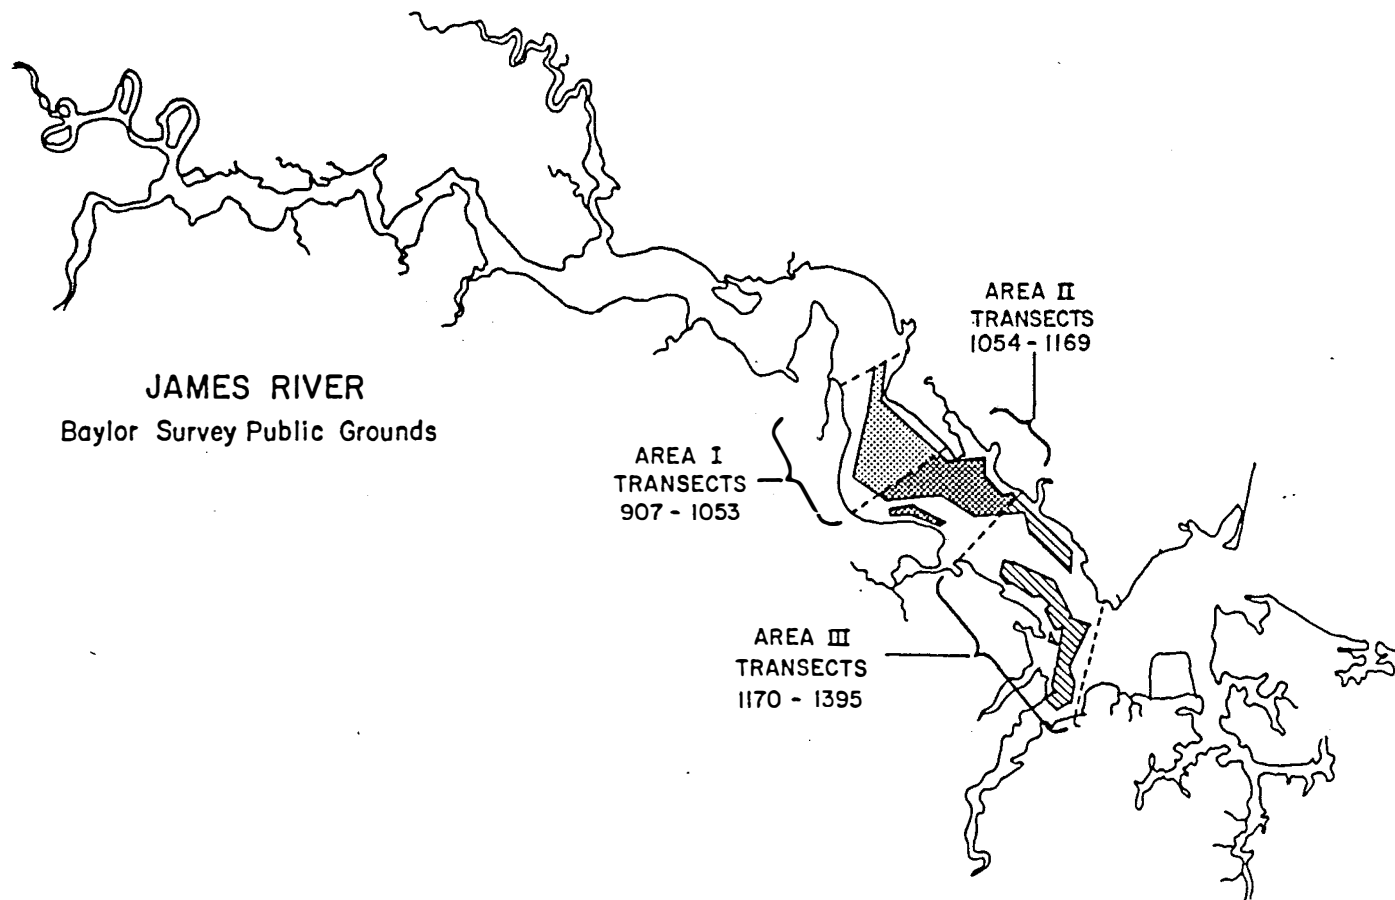 AREA II
TRANSECTS
1054 - 1169
JAMES RIVER
Baylor Survey Public Grounds
AREA I
TRANSECTS
907 - 1053
AREA III
TRANSECTS
1170 - 1395